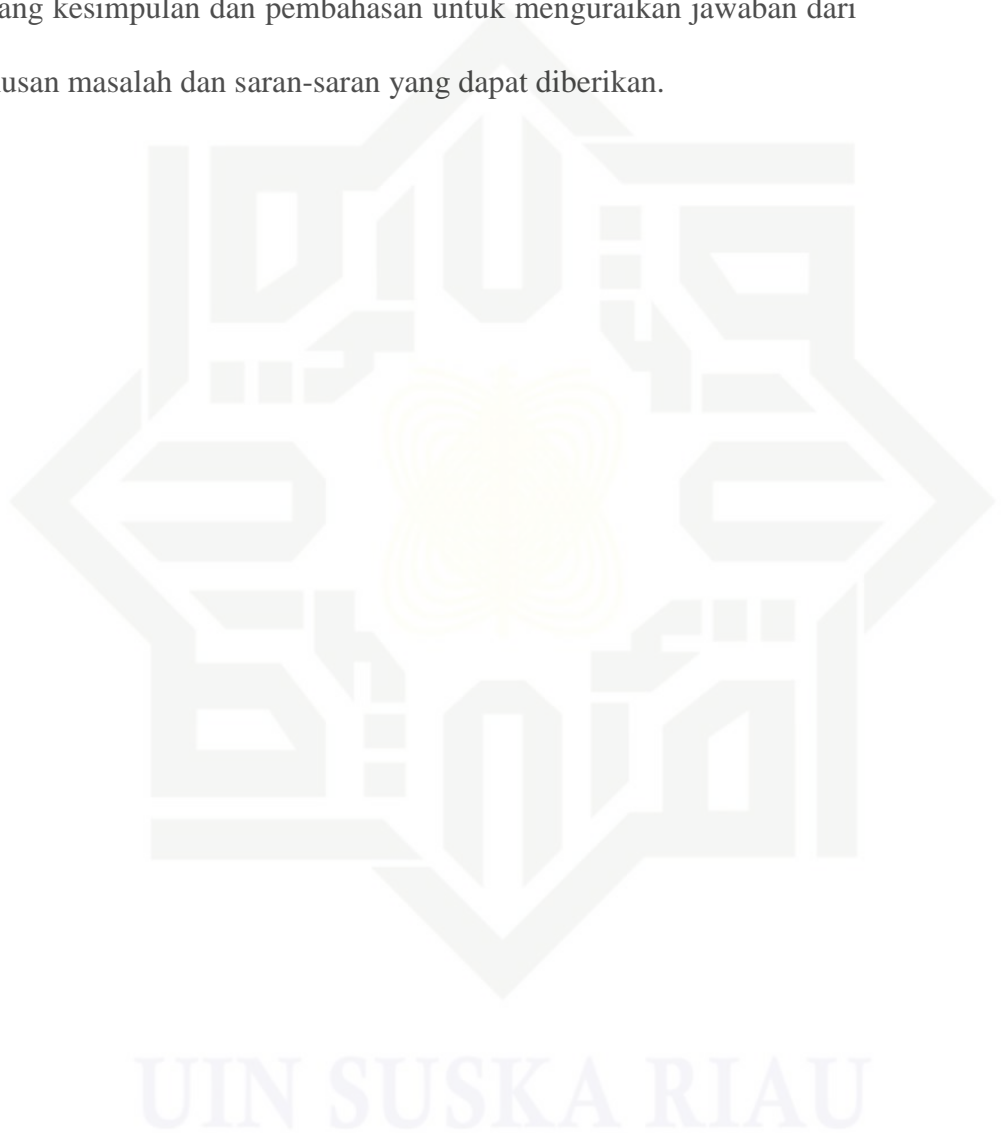 ang kesimpulan dan pembahasan untuk menguraikan jawaban dari
usan masalah dan saran-saran yang dapat diberikan.
UIN SUSKA RIAU